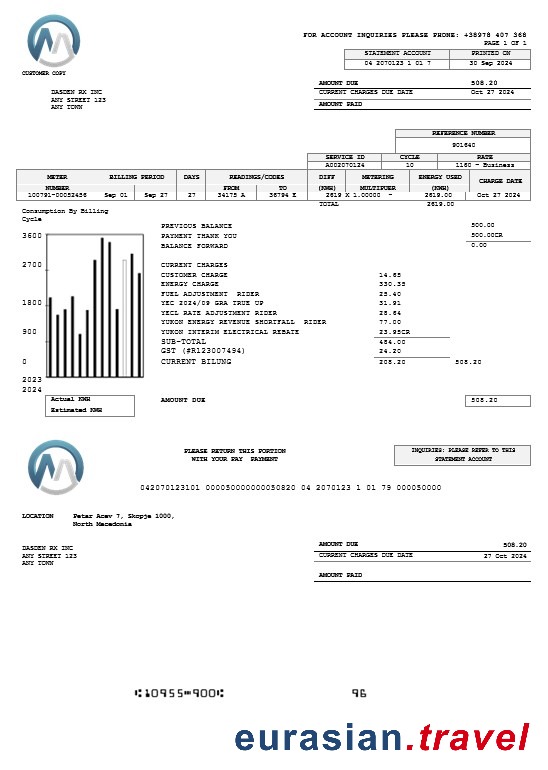 FOR ACCOUNT INQUIRIES PLEASE PHONE: +38978 407 368
PAGE 1 OF 1
STATEMENT ACCOUNT PRINTED ON
04 2070123 1 01 7 30 Sep 2024
CUSTOMER COPY
AMOUNT DUE 508.20
CURRENT CHARGES DUE DATE Oct 27 2024
AMOUNT PAID
DASDEN RX INC
ANY STREET 123
ANY TOWN
REFERENCE NUMBER
901640
SERVICE ID CYCLE RATE
A002070124 10 1160 - Business
METER BILLING PERIOD DAYS READINGS/CODES DIFF METERING ENERGY USED CHARGE DATE
NUMBER FROM TO (KWH) MULTIPUER (KWH)
100791-00052456 Sep 01 Sep 27 27 34175 A 36794 E 2619 X 1.00000 - 2619.00 Oct 27 2024
TOTAL 2619.00
Consumption By Billing
Cycle
3600
2700
1800
900
0
2023
2024
Actual KWH
Estimated KWH
PREVIOUS BALANCE 500.00
PAYMENT THANK YOU 500.00CR
BALANCE FORWARD 0.00
CURRENT CHARGES
CUSTOMER CHARGE 14.65
ENERGY CHARGE 330.35
FUEL ADJUSTMENT RIDER 25.40
YEC 2024/09 GRA TRUE UP 31.91
YECL RATE ADJUSTMENT RIDER 28.64
YUKON ENERGY REVENUE SHORTFALL RIDER 77.00
YUKON INTERIM ELECTRICAL REBATE 23.95CR
SUB-TOTAL 484.00
GST (#R123007494) 24.20
CURRENT BILUNG 208.20 508.20
AMOUNT DUE 508.20
PLEASE RETURN THIS PORTION
WITH YOUR PAY PAYMENT
INQUIRIES: PLEASE REFER TO THIS
STATEMENT ACCOUNT
042070123101 0000500000000050820 04 2070123 1 01 79 000050000
LOCATION Petar Acev 7, Skopje 1000,
North Macedonia
DASDEN RX INC
ANY STREET 123
ANY TOWN
AMOUNT DUE 508.20
CURRENT CHARGES DUE DATE 27 Oct 2024
AMOUNT PAID
⑆10955⑉900⑆ 96
eurasian.travel